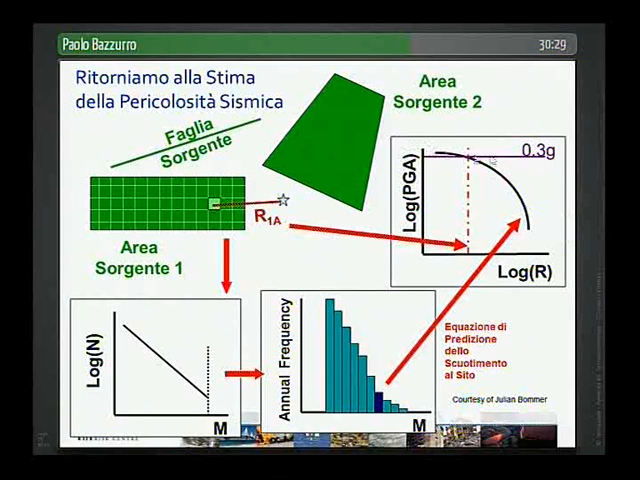 Paolo Bazzurro
30:29
Ritorniamo alla Stima
della Pericolosità Sismica
Area
Sorgente 2
Faglia
Sorgente
0.3g
Log(PGA)
R1A
Area
Sorgente 1
Log(R)
Log(N)
M
Annual Frequency
M
Equazione di
Predizione
dello
Scuotimento
al Sito
Courtesy of Julian Bommer